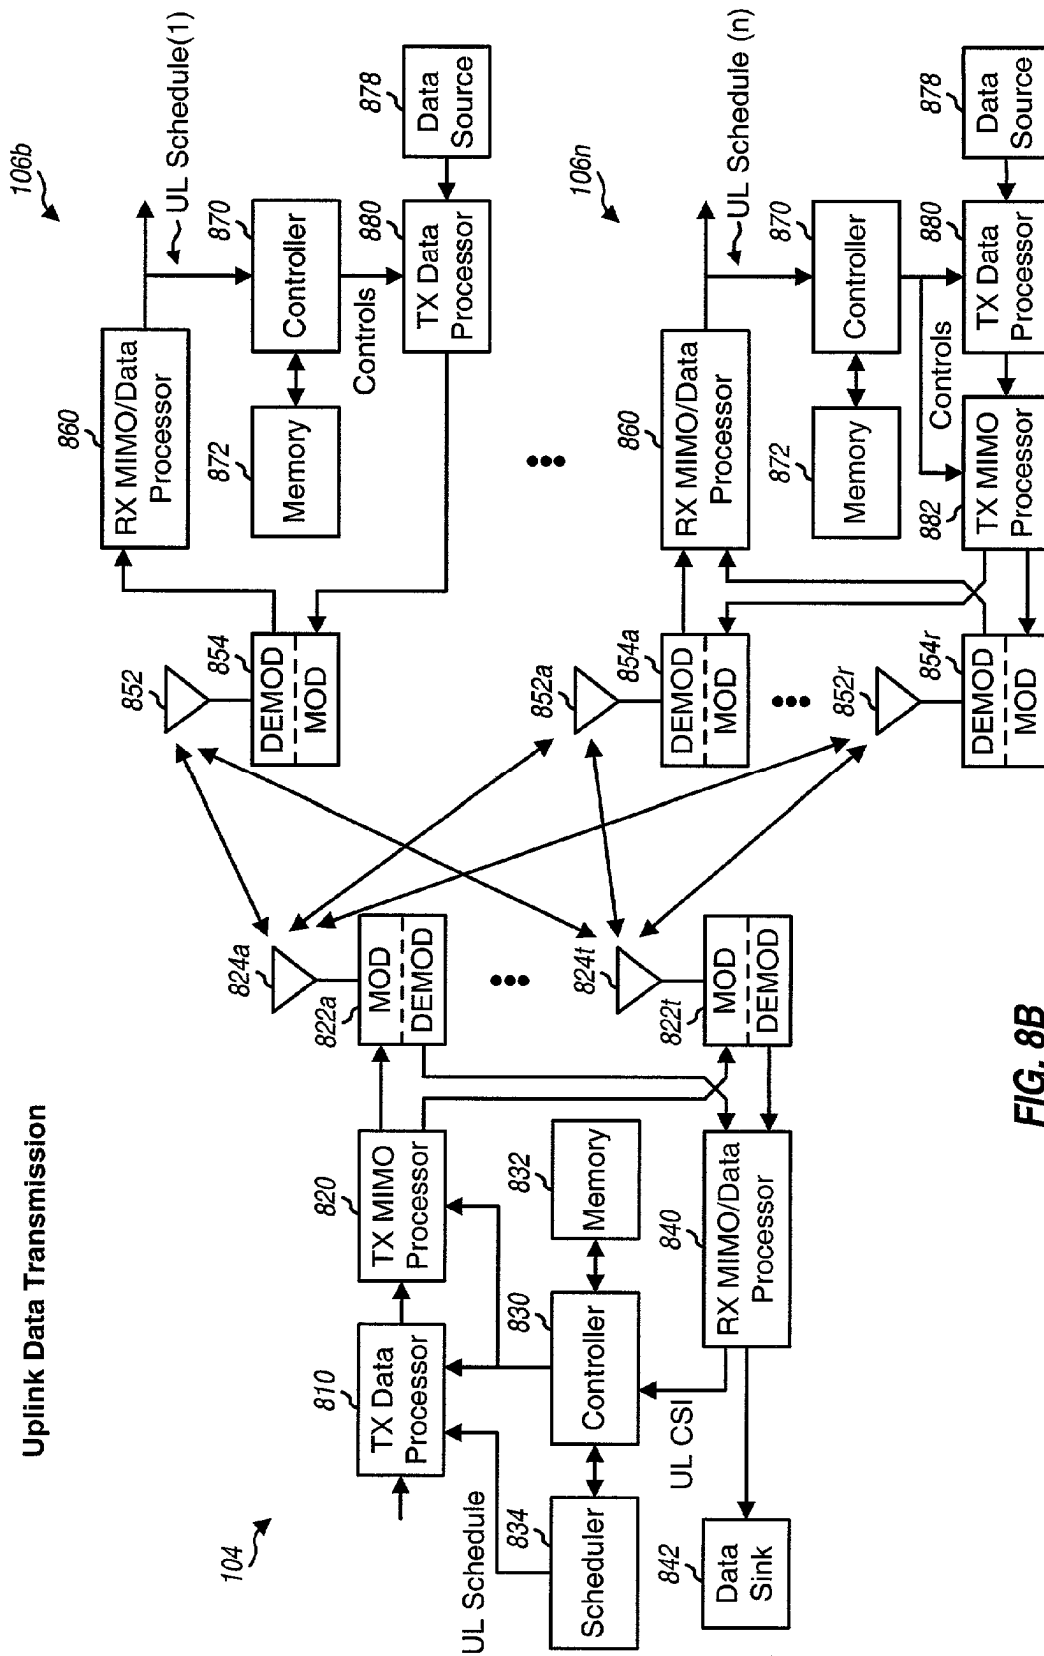 Uplink Data Transmission
104
UL Schedule
810
TX Data
Processor
820
TX MIMO
Processor
834
Scheduler
830
Controller
832
Memory
UL CSI
842
Data
Sink
840
RX MIMO/Data
Processor
824a
822a
MOD
DEMOD
824t
822t
MOD
DEMOD
106b
852
854
DEMOD
MOD
860
RX MIMO/Data
Processor
UL Schedule(1)
872
Memory
870
Controller
Controls
880
TX Data
Processor
878
Data
Source
106n
852a
854a
DEMOD
MOD
852r
854r
DEMOD
MOD
860
RX MIMO/Data
Processor
UL Schedule (n)
872
Memory
870
Controller
Controls
882
TX MIMO
Processor
880
TX Data
Processor
878
Data
Source
FIG. 8B